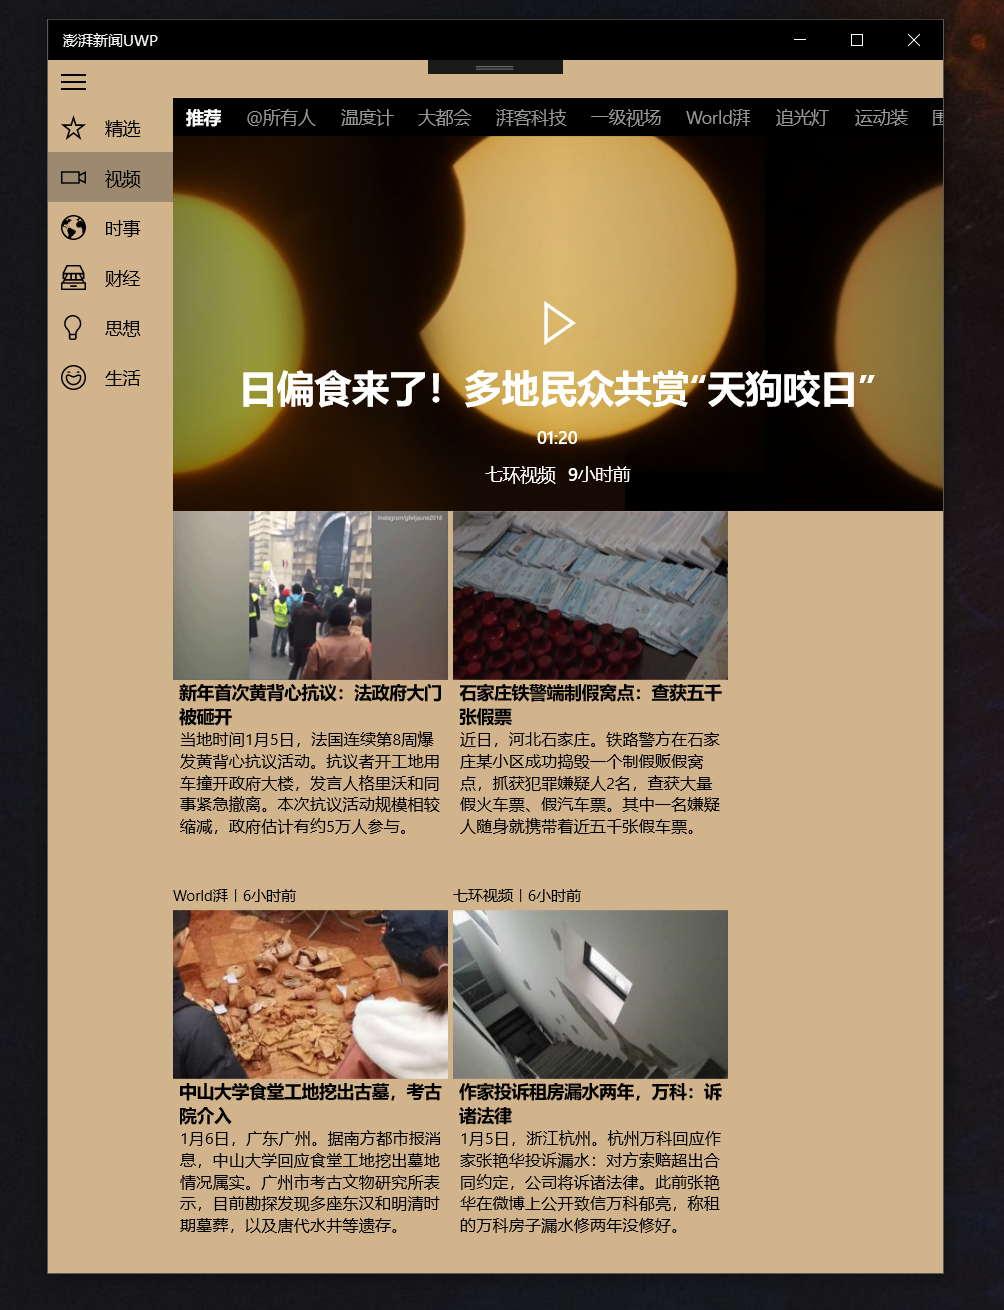 澎湃新闻UWP
精选
视频
时事
财经
思想
生活
推荐 @所有人 温度计 大都会 湃客科技 一级视场 World湃 追光灯 运动装 围
日偏食来了！多地民众共赏“天狗咬日”
01:20
七环视频 9小时前
instagram/giletjaune2018
新年首次黄背心抗议：法政府大门
被砸开
当地时间1月5日，法国连续第8周爆
发黄背心抗议活动。抗议者开工地用
车撞开政府大楼，发言人格里沃和同
事紧急撤离。本次抗议活动规模相较
缩减，政府估计有约5万人参与。
World湃丨6小时前
石家庄铁警端制假窝点：查获五千
张假票
近日，河北石家庄。铁路警方在石家
庄某小区成功捣毁一个制假贩假窝
点，抓获犯罪嫌疑人2名，查获大量
假火车票、假汽车票。其中一名嫌疑
人随身就携带着近五千张假车票。
七环视频丨6小时前
中山大学食堂工地挖出古墓，考古
院介入
1月6日，广东广州。据南方都市报消
息，中山大学回应食堂工地挖出墓地
情况属实。广州市考古文物研究所表
示，目前勘探发现多座东汉和明清时
期墓葬，以及唐代水井等遗存。
作家投诉租房漏水两年，万科：诉
诸法律
1月5日，浙江杭州。杭州万科回应作
家张艳华投诉漏水：对方索赔超出合
同约定，公司将诉诸法律。此前张艳
华在微博上公开致信万科郁亮，称租
的万科房子漏水修两年没修好。